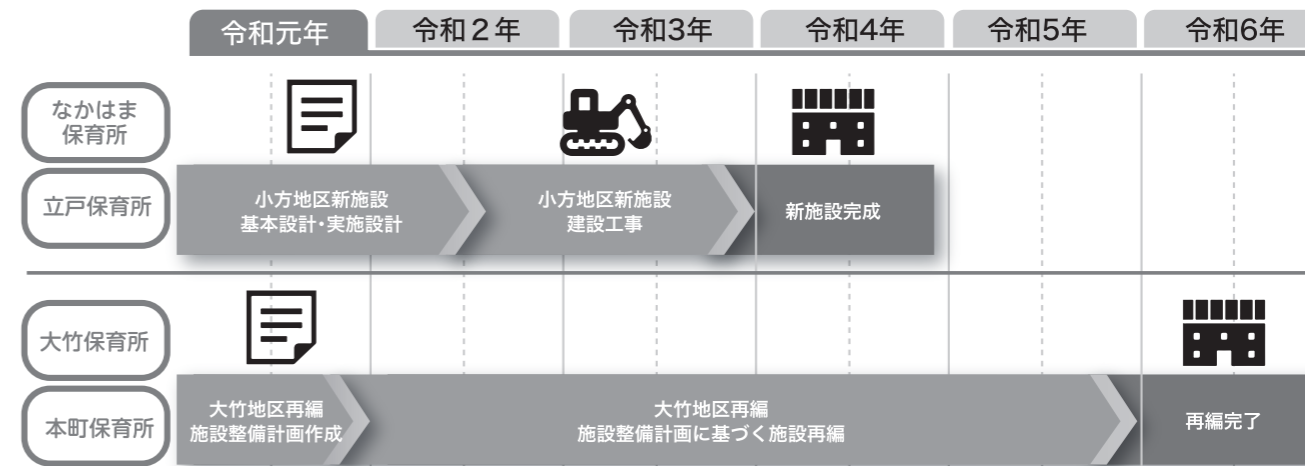 令和元年
令和２年
令和3年
令和4年
令和5年
令和6年
なかはま
保育所
立戸保育所
小方地区新施設
基本設計・実施設計
小方地区新施設
建設工事
新施設完成
大竹保育所
本町保育所
大竹地区再編
施設整備計画作成
大竹地区再編
施設整備計画に基づく施設再編
再編完了